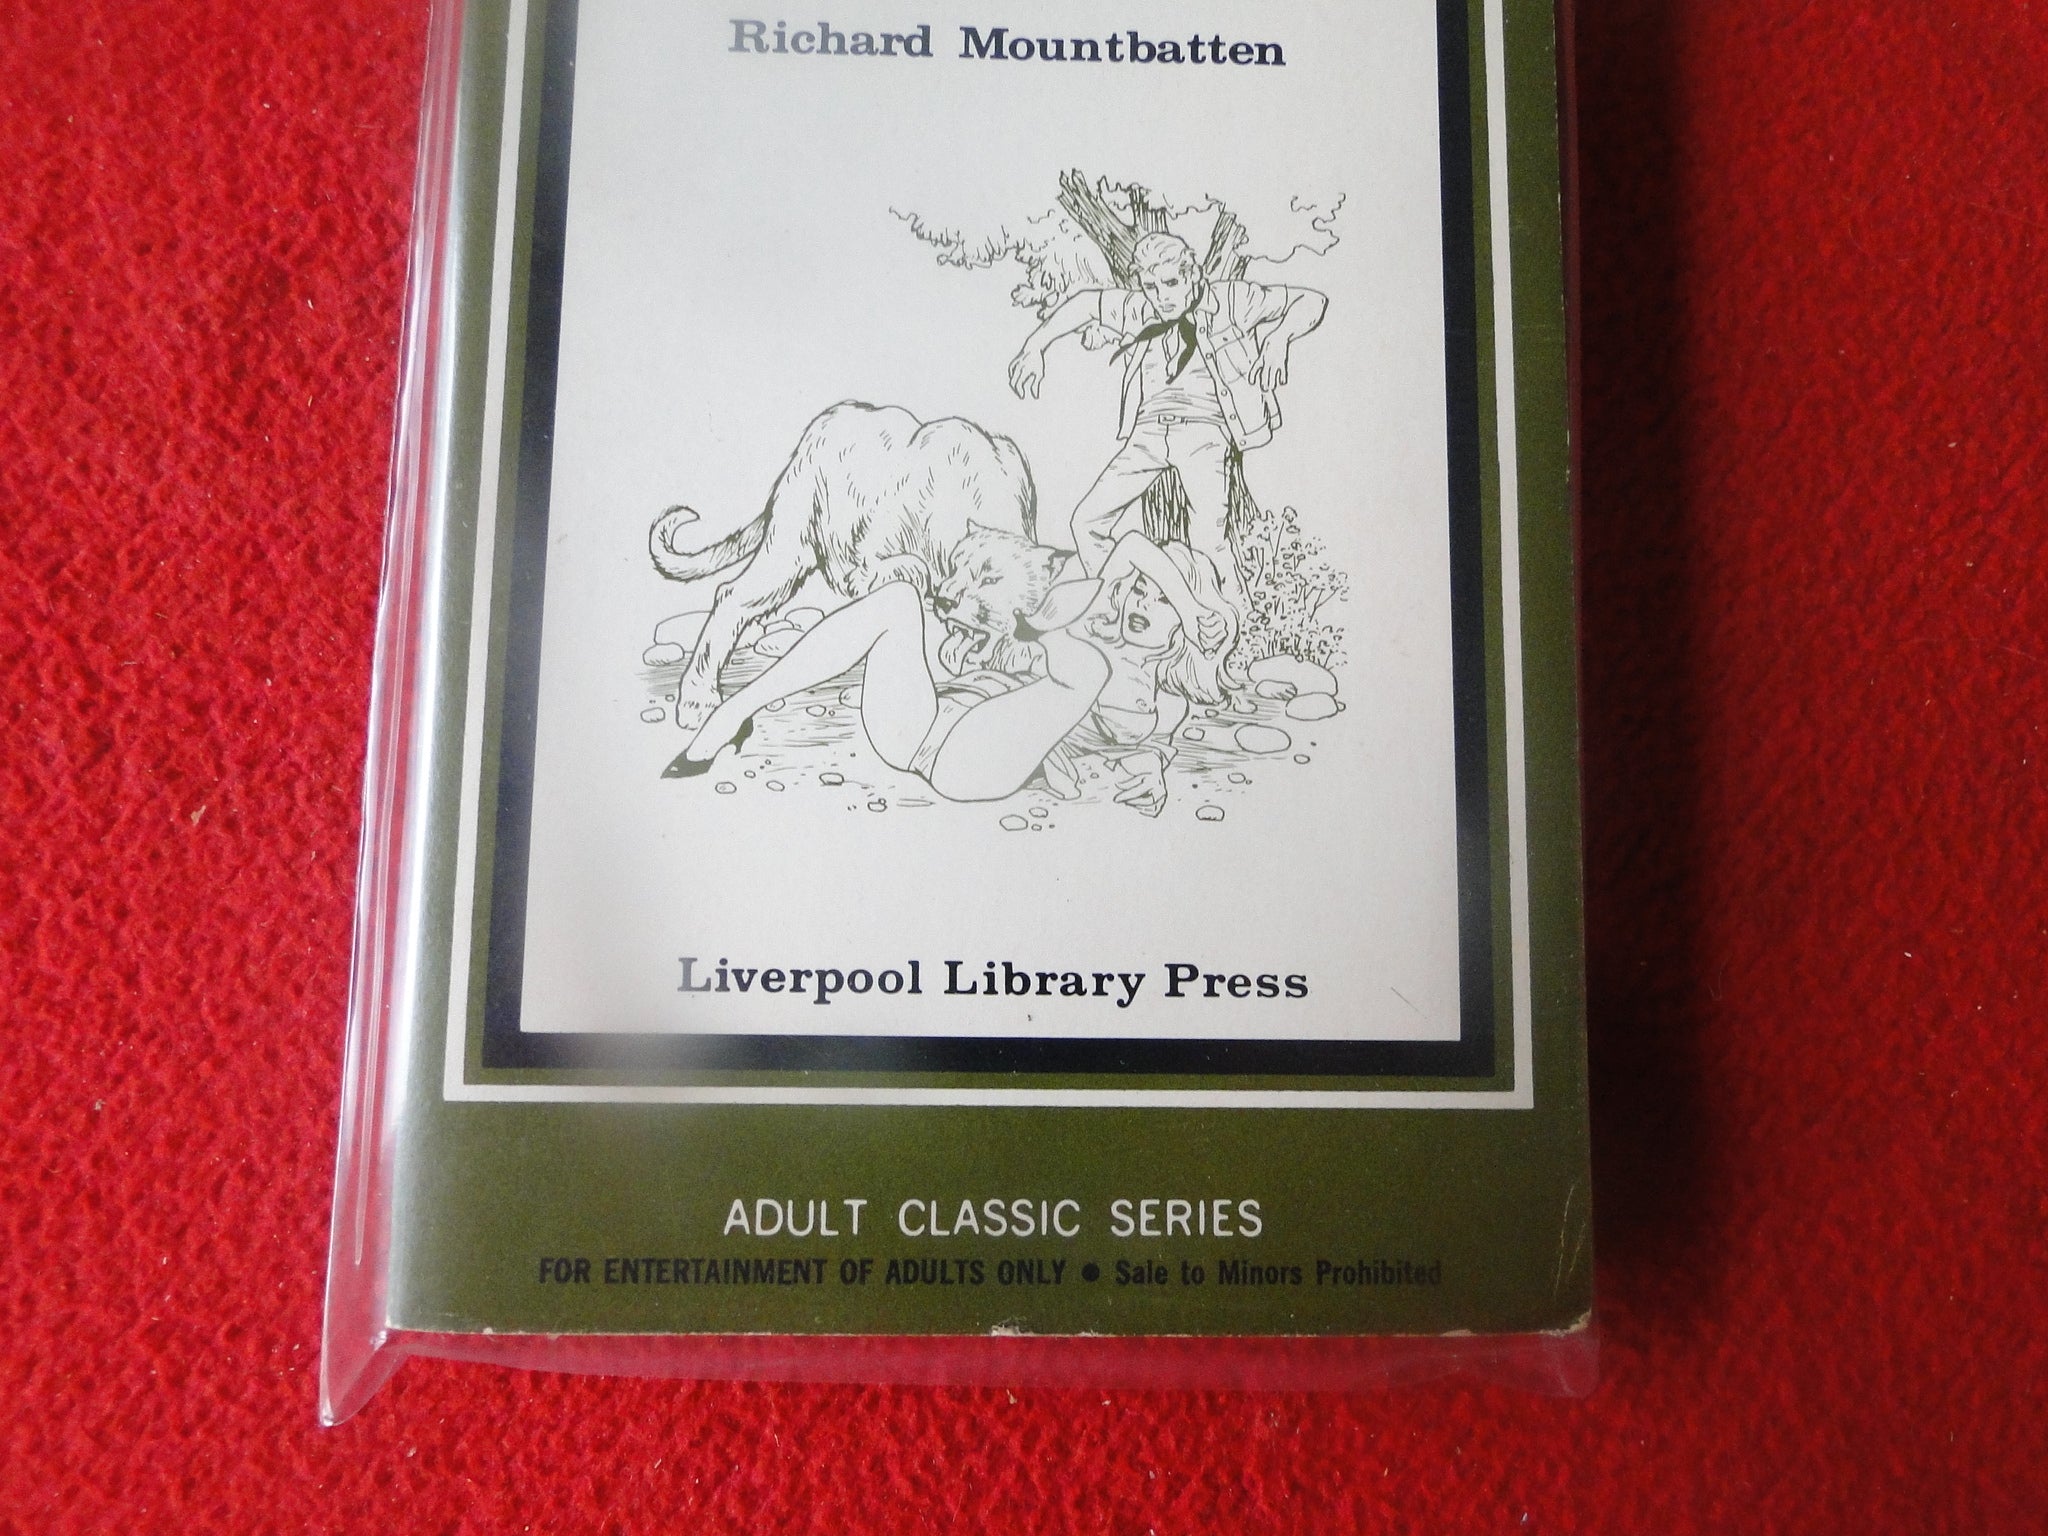 Richard Mountbatten
Liverpool Library Press
ADULT CLASSIC SERIES
FOR ENTERTAINMENT OF ADULTS ONLY ● Sale to Minors Prohibited